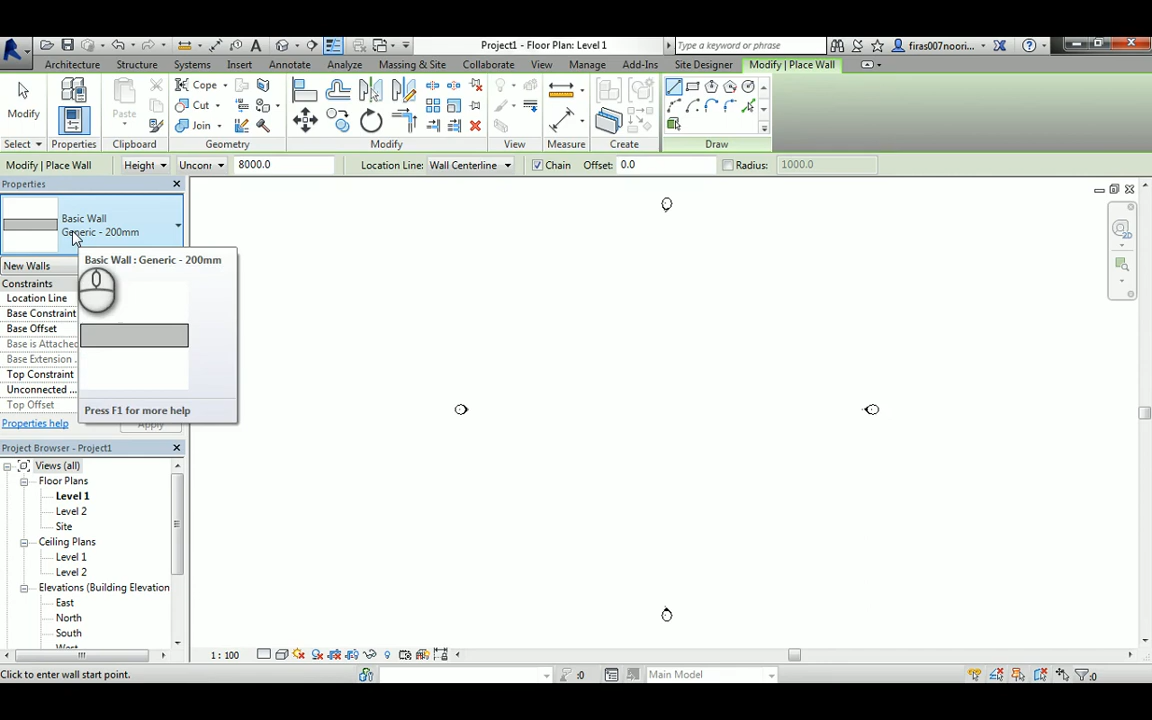 Project1 - Floor Plan: Level 1
Type a keyword or phrase
firas007noori...
Architecture Structure Systems Insert Annotate Analyze Massing & Site Collaborate View Manage Add-Ins Site Designer Modify | Place Wall
Modify
Cope
Cut
Join
Paste
Select Properties Clipboard Geometry Modify View Measure Create Draw
Modify | Place Wall Height Unconr 8000.0 Location Line: Wall Centerline Chain Offset: 0.0 Radius: 1000.0
Properties
Basic Wall
Generic - 200mm
Basic Wall : Generic - 200mm
New Walls
Constraints
Location Line
Base Constraint
Base Offset
Base is Attached
Base Extension ...
Top Constraint
Unconnected ...
Top Offset
Press F1 for more help
Properties help
Apply
Project Browser - Project1
Views (all)
Floor Plans
Level 1
Level 2
Site
Ceiling Plans
Level 1
Level 2
Elevations (Building Elevation
East
North
South
West
1 : 100
Click to enter wall start point.
:0
Main Model
:0
2D